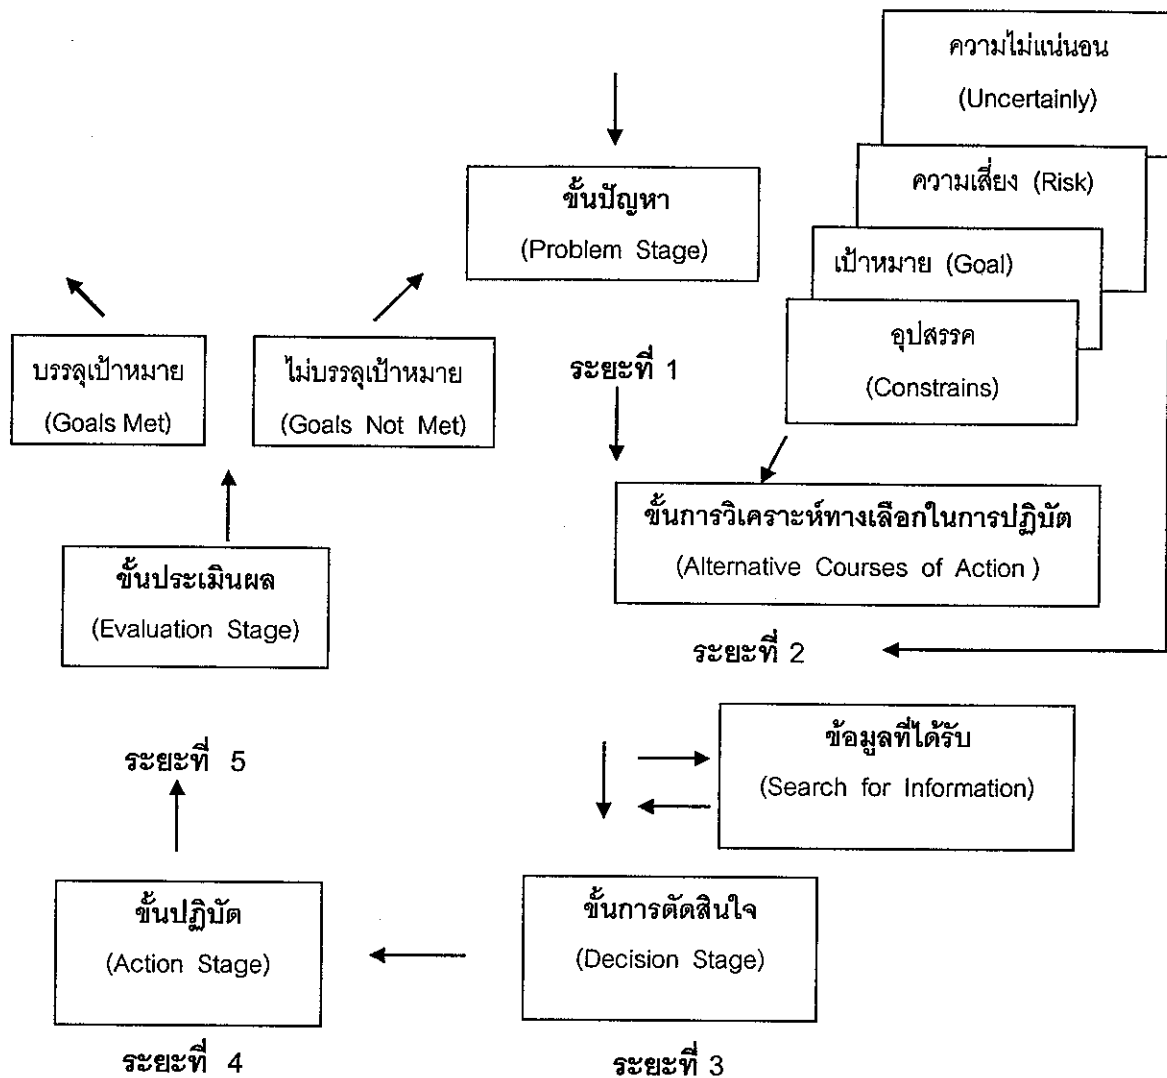 ความไม่แน่นอน
(Uncertainly)
ความเสี่ยง (Risk)
เป้าหมาย (Goal)
อุปสรรค
(Constrains)
ขั้นปัญหา
(Problem Stage)
ระยะที่ 1
บรรลุเป้าหมาย
(Goals Met)
ไม่บรรลุเป้าหมาย
(Goals Not Met)
ขั้นการวิเคราะห์ทางเลือกในการปฏิบัติ
(Alternative Courses of Action )
ระยะที่ 2
ขั้นประเมินผล
(Evaluation Stage)
ระยะที่ 5
ข้อมูลที่ได้รับ
(Search for Information)
ขั้นปฏิบัติ
(Action Stage)
ระยะที่ 4
ขั้นการตัดสินใจ
(Decision Stage)
ระยะที่ 3